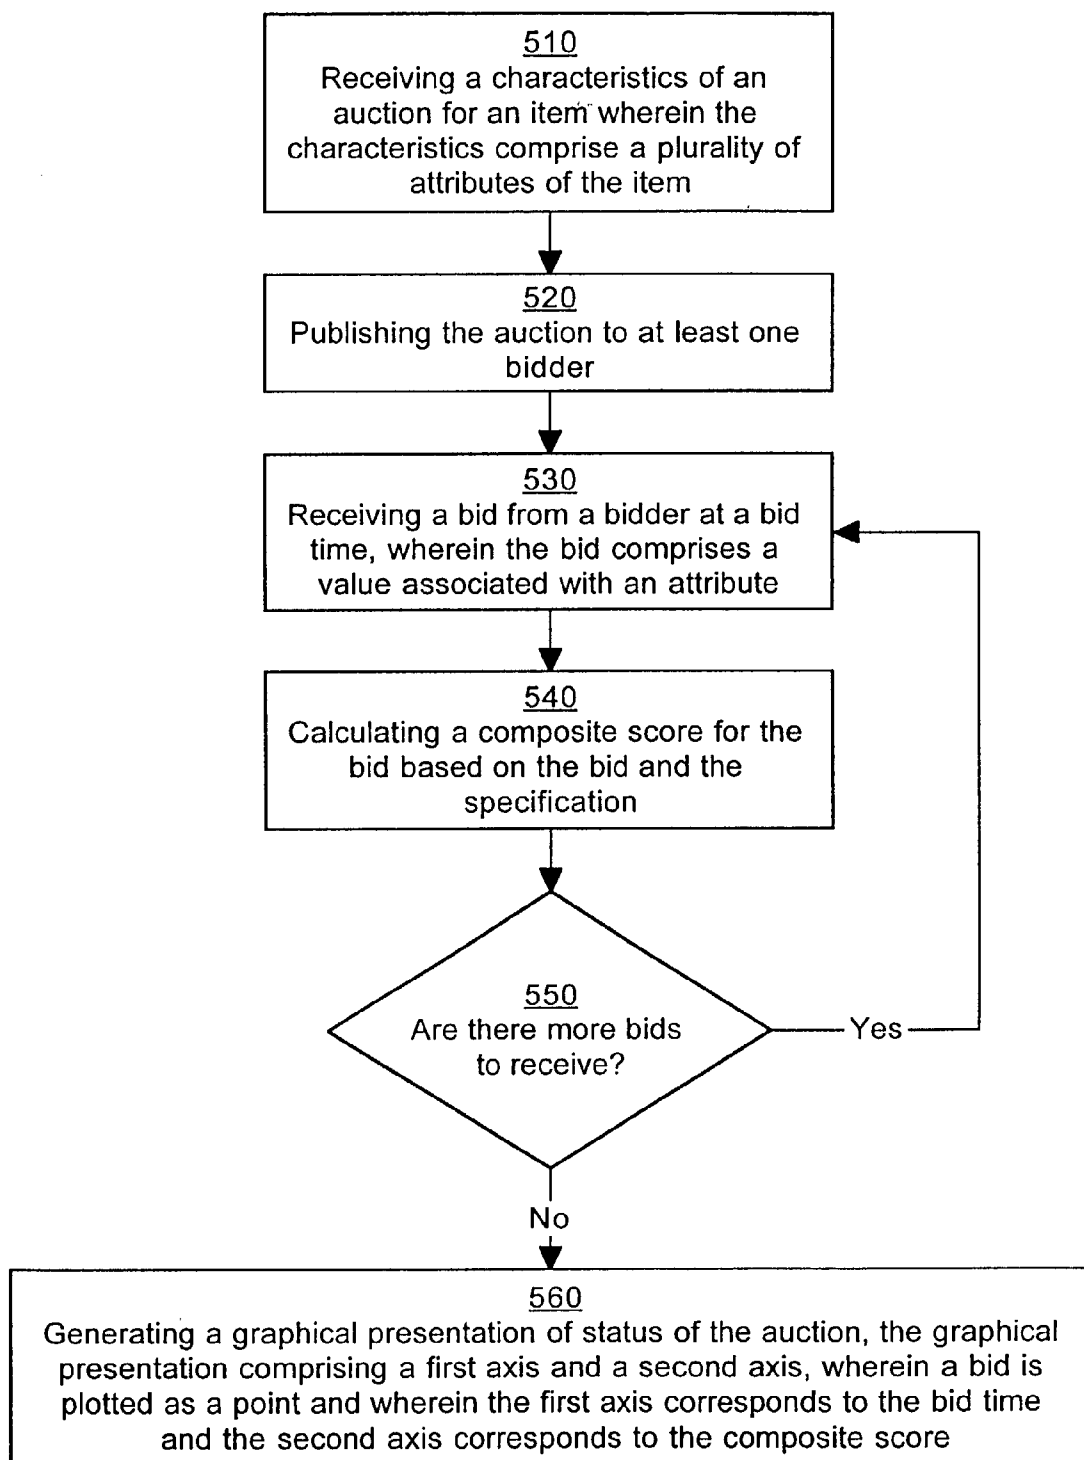 510
Receiving a characteristics of an
auction for an item wherein the
characteristics comprise a plurality of
attributes of the item
520
Publishing the auction to at least one
bidder
530
Receiving a bid from a bidder at a bid
time, wherein the bid comprises a
value associated with an attribute
540
Calculating a composite score for the
bid based on the bid and the
specification
550
Are there more bids
to receive?
Yes
No
560
Generating a graphical presentation of status of the auction, the graphical
presentation comprising a first axis and a second axis, wherein a bid is
plotted as a point and wherein the first axis corresponds to the bid time
and the second axis corresponds to the composite score